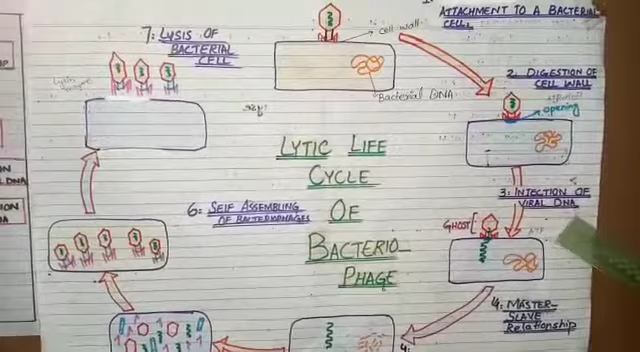 ATTACHMENT TO A BACTERIAL
CELL.
cell wall
Bacterial DNA
2. DIGESTION OF
CELL WALL
opening
3: INJECTION OF
VIRAL DNA
GHOST
4: MASTER-
SLAVE
Relationship
4:
6: SELF ASSEMBLING
OF BACTERIOPHAGES
7: LYSIS OF
BACTERIAL
CELL
LYTIC LIFE
CYCLE
OF
BACTERIO-
PHAGE